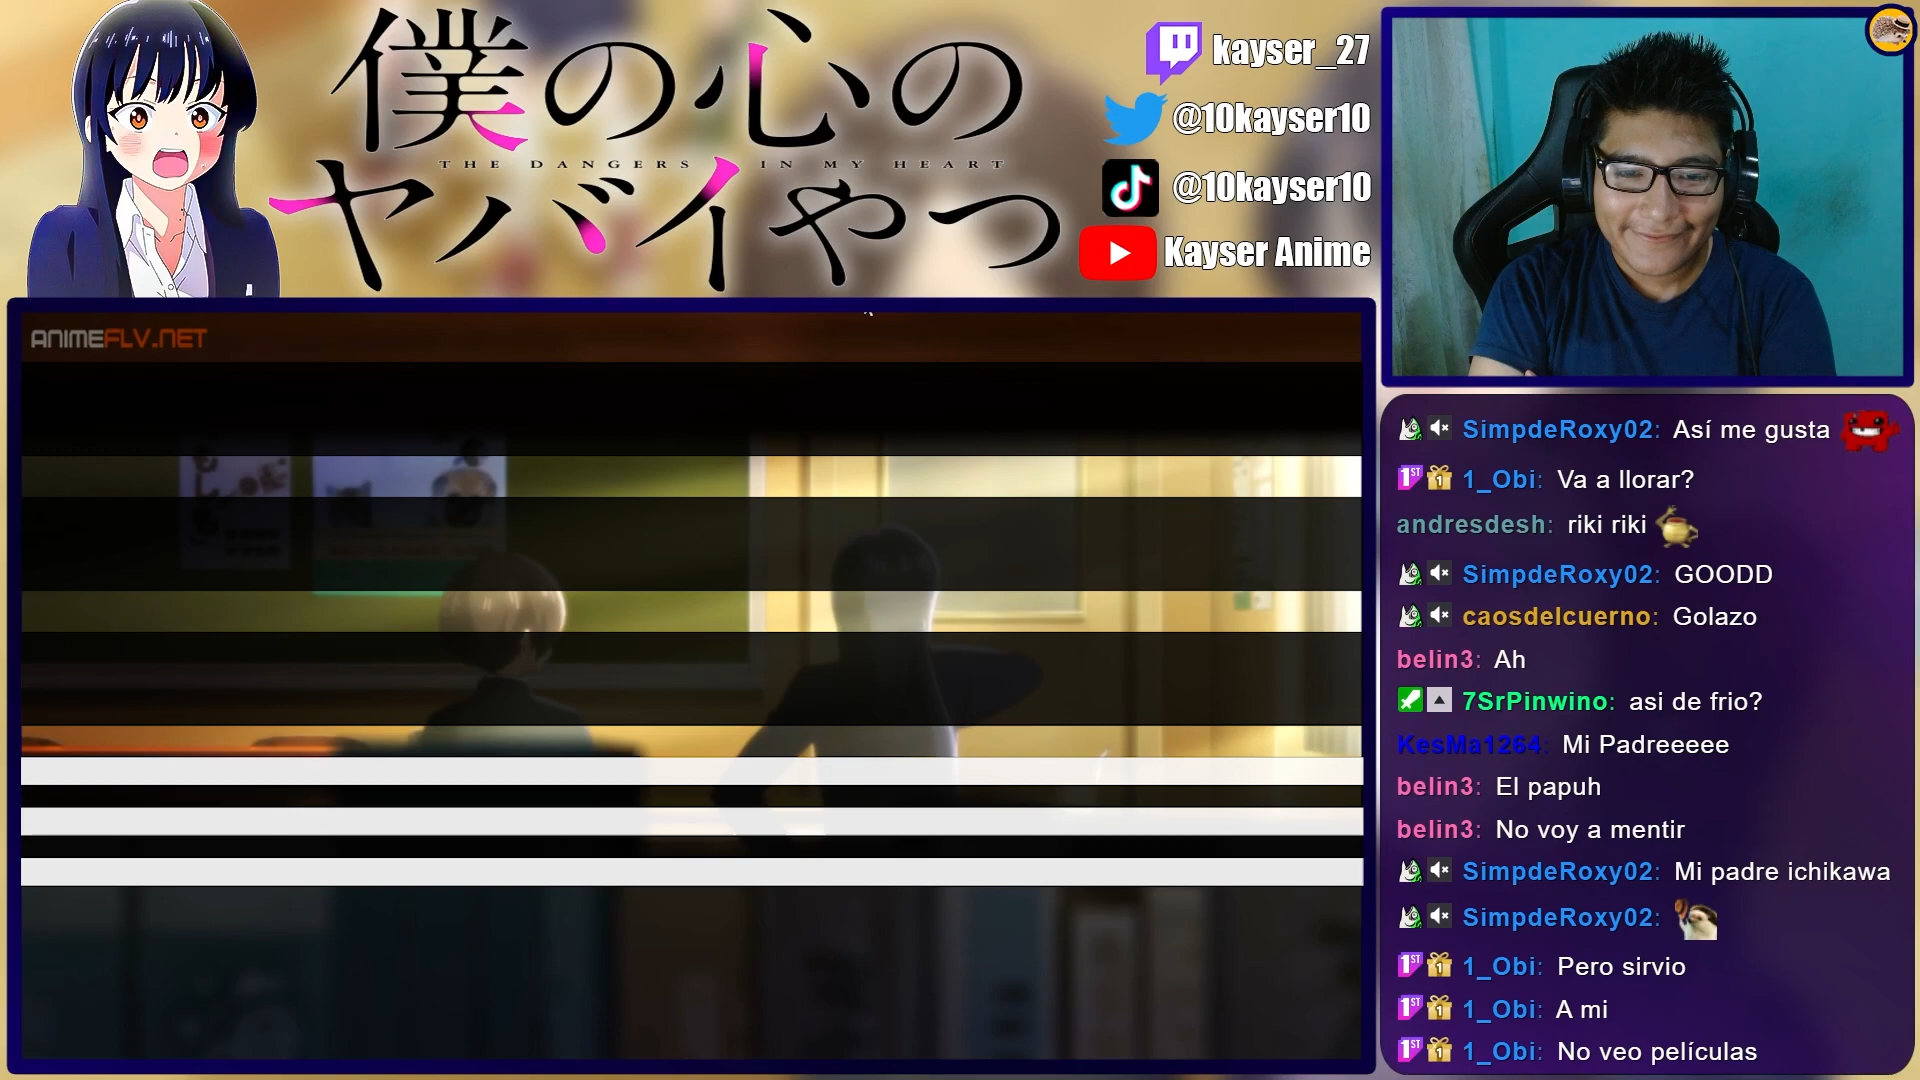 僕の心の
THE DANGERS IN MY HEART
ヤバイやつ
kayser_27
@10kayser10
@10kayser10
Kayser Anime
ANIMEFLV.NET
SimpdeRoxy02: Así me gusta
1_Obi: Va a llorar?
andresdesh: riki riki
SimpdeRoxy02: GOODD
caosdelcuerno: Golazo
belin3: Ah
7SrPinwino: asi de frio?
KesMa1264: Mi Padreeeee
belin3: El papuh
belin3: No voy a mentir
SimpdeRoxy02: Mi padre ichikawa
SimpdeRoxy02:
1_Obi: Pero sirvio
1_Obi: A mi
1_Obi: No veo películas